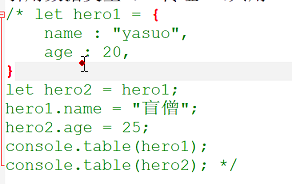 /* let hero1 = {
name : "yasuo",
age : 20,
}
let hero2 = hero1;
hero1.name = "盲僧";
hero2.age = 25;
console.table(hero1);
console.table(hero2); */